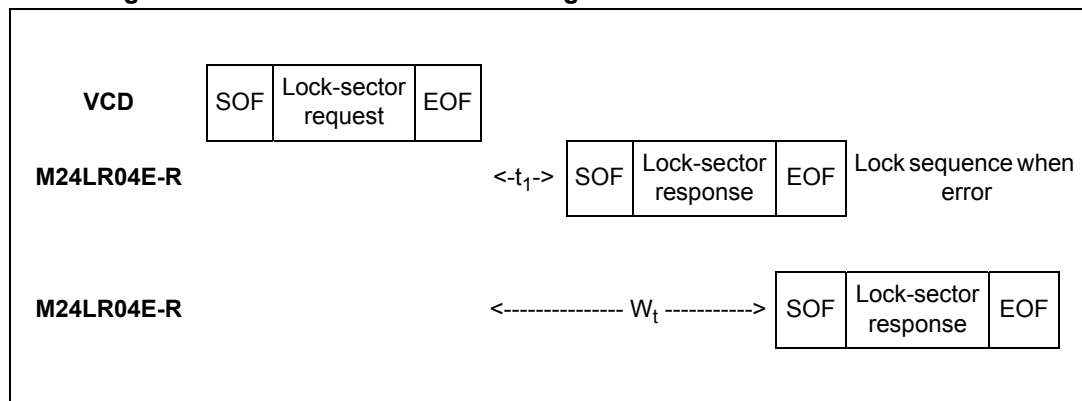 VCD SOF Lock-sector request EOF
M24LR04E-R <-t1-> SOF Lock-sector response EOF Lock sequence when error
M24LR04E-R <--------------- Wt -----------> SOF Lock-sector response EOF